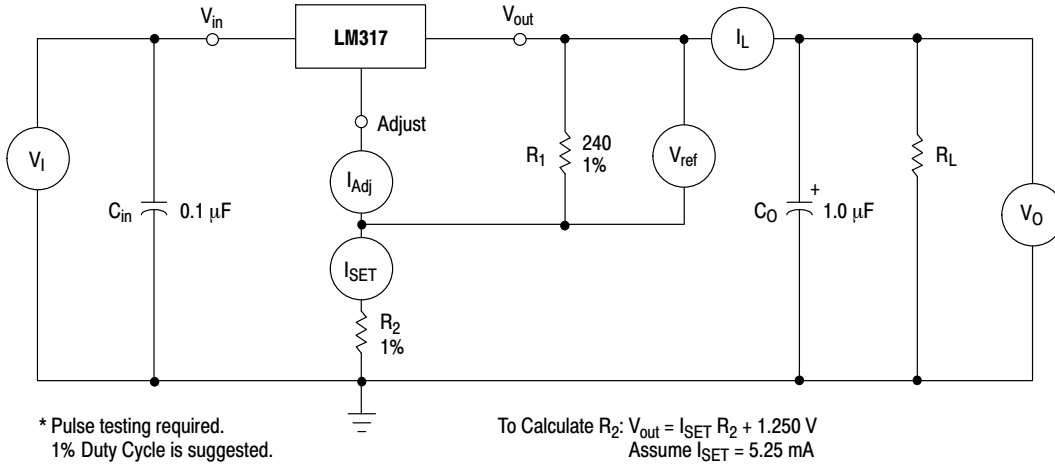 V_in
LM317
V_out
I_L
Adjust
V_I
C_in 0.1 μF
I_Adj
R_1
240
1%
V_ref
I_SET
R_2
1%
+
C_O 1.0 μF
R_L
V_O
* Pulse testing required.
1% Duty Cycle is suggested.
To Calculate R_2: V_out = I_SET R_2 + 1.250 V
Assume I_SET = 5.25 mA